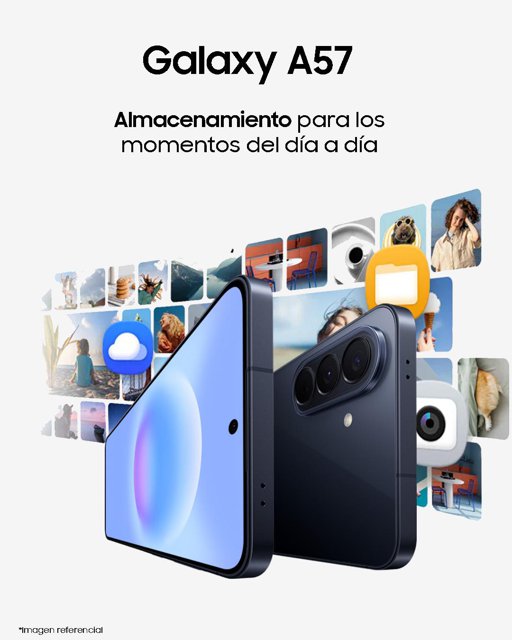 Galaxy A57
Almacenamiento para los
momentos del día a día
*Imagen referencial